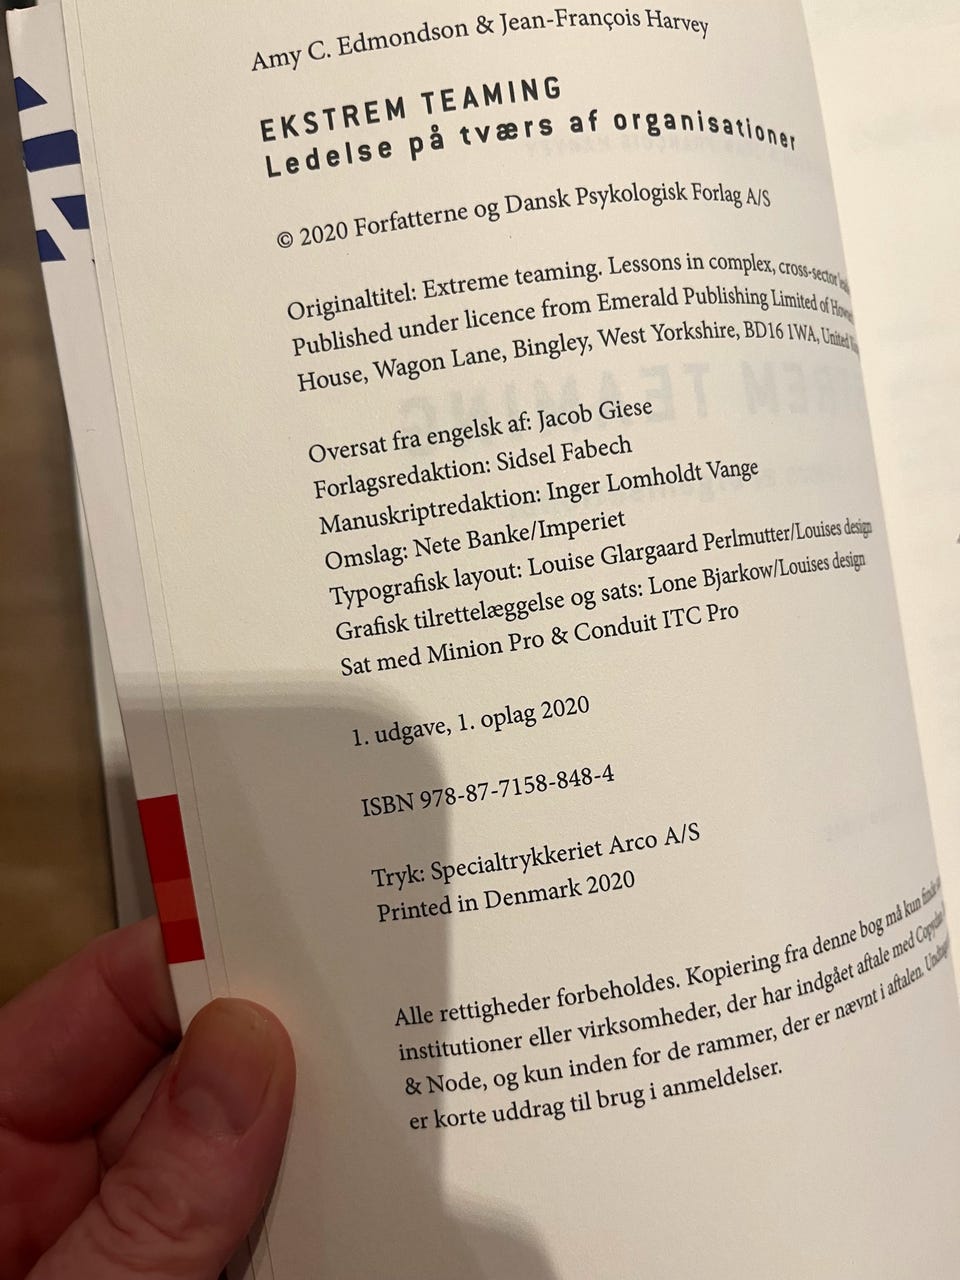 Amy C. Edmondson & Jean-François Harvey
EKSTREM TEAMING
Ledelse på tværs af organisationer
© 2020 Forfatterne og Dansk Psykologisk Forlag A/S
Originaltitel: Extreme teaming. Lessons in complex, cross-sector
Published under licence from Emerald Publishing Limited of
House, Wagon Lane, Bingley, West Yorkshire, BD16 1WA, United
Oversat fra engelsk af: Jacob Giese
Forlagsredaktion: Sidsel Fabech
Manuskriptredaktion: Inger Lomholdt Vange
Omslag: Nete Banke/Imperiet
Typografisk layout: Louise Glargaard Perlmutter/Louises design
Grafisk tilrettelæggelse og sats: Lone Bjarkow/Louises design
Sat med Minion Pro & Conduit ITC Pro
1. udgave, 1. oplag 2020
ISBN 978-87-7158-848-4
Tryk: Specialtrykkeriet Arco A/S
Printed in Denmark 2020
Alle rettigheder forbeholdes. Kopiering fra denne bog må kun finde
institutioner eller virksomheder, der har indgået aftale med
& Node, og kun inden for de rammer, der er nævnt i aftalen.
er korte uddrag til brug i anmeldelser.